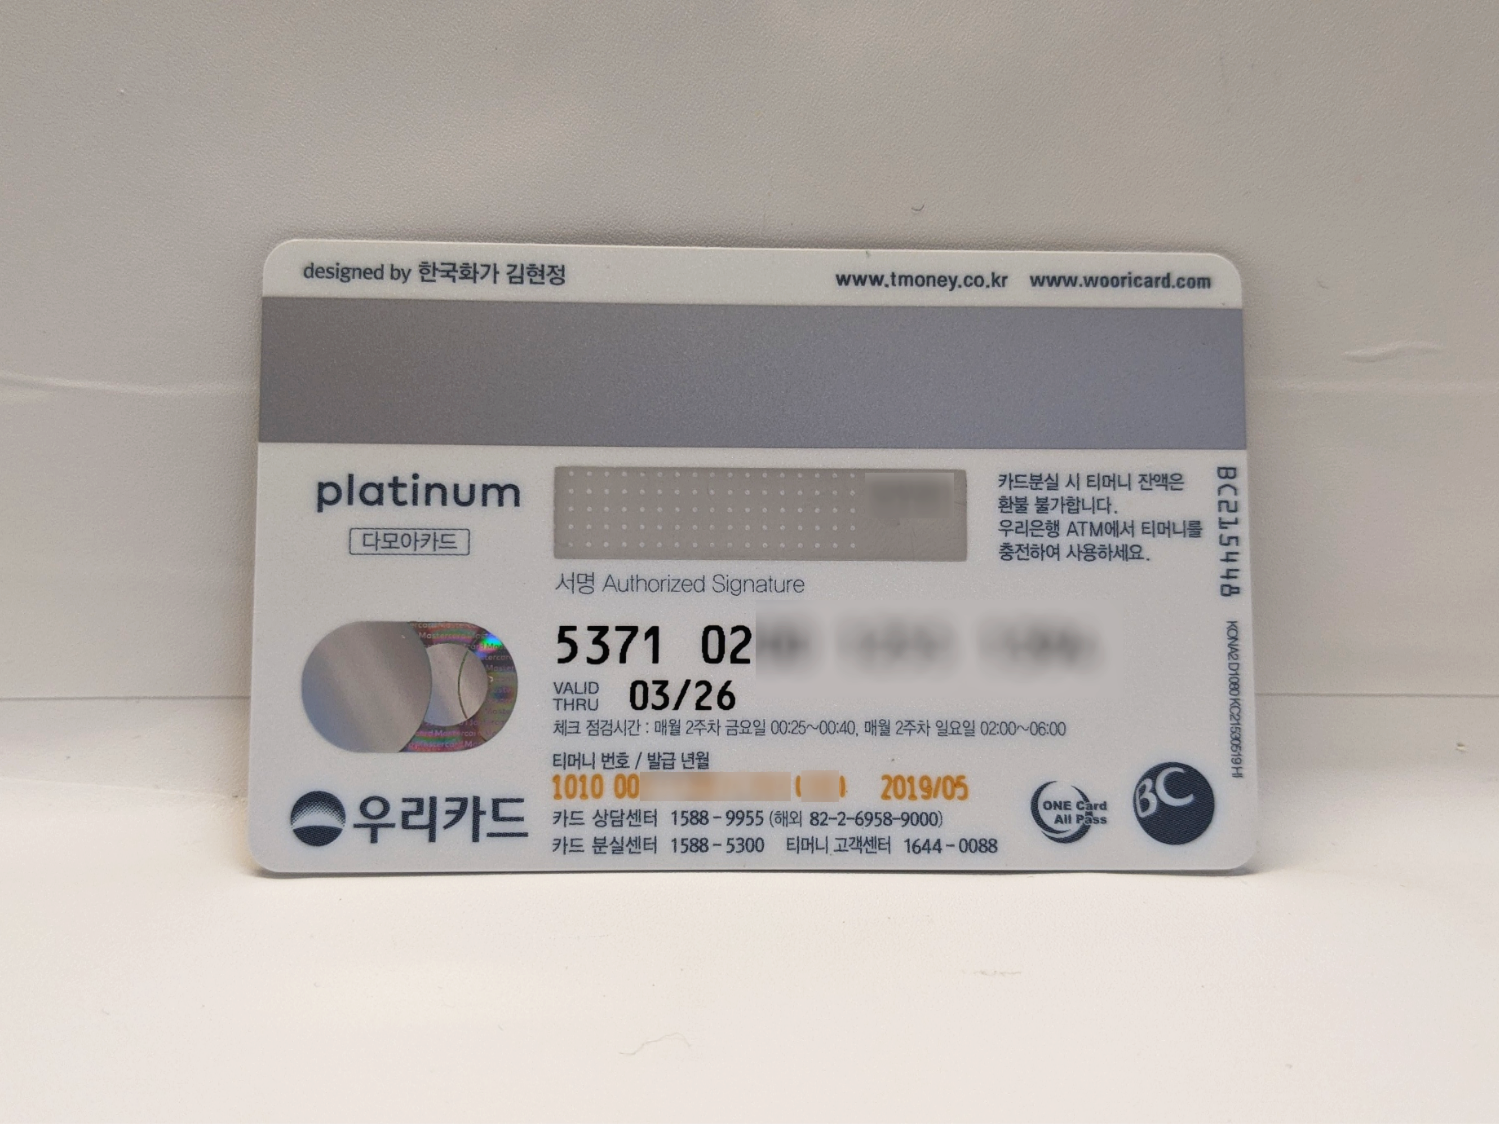 designed by 한국화가 김현정
www.tmoney.co.kr www.wooricard.com
platinum
다모아카드
카드분실 시 티머니 잔액은
환불 불가합니다.
우리은행 ATM에서 티머니를
충전하여 사용하세요.
BC215448
서명 Authorized Signature
5371 02
VALID
THRU 03/26
체크 점검시간 : 매월 2주차 금요일 00:25~00:40, 매월 2주차 일요일 02:00~06:00
티머니 번호 / 발급 년월
1010 00 ( ) 2019/05
우리카드
카드 상담센터 1588-9955 (해외 82-2-6958-9000)
카드 분실센터 1588-5300 티머니 고객센터 1644-0088
ONE Card
All Pass
BC